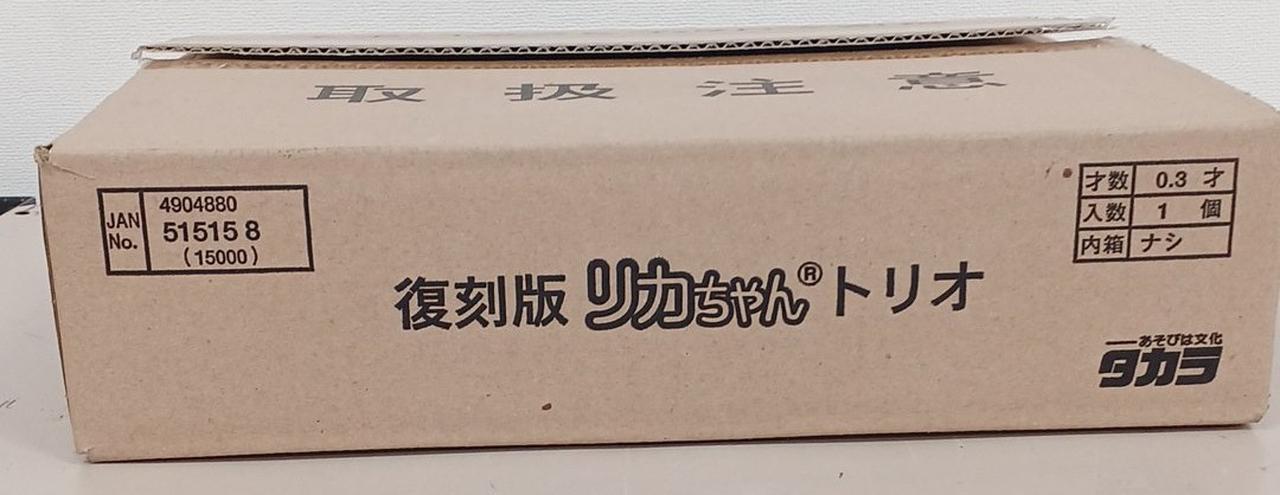 取扱注意
JAN No.
4904880
51515 8
(15000)
才数 0.3 才
入数 1 個
内箱 ナシ
復刻版 リカちゃん®トリオ
あそびは文化
タカラ